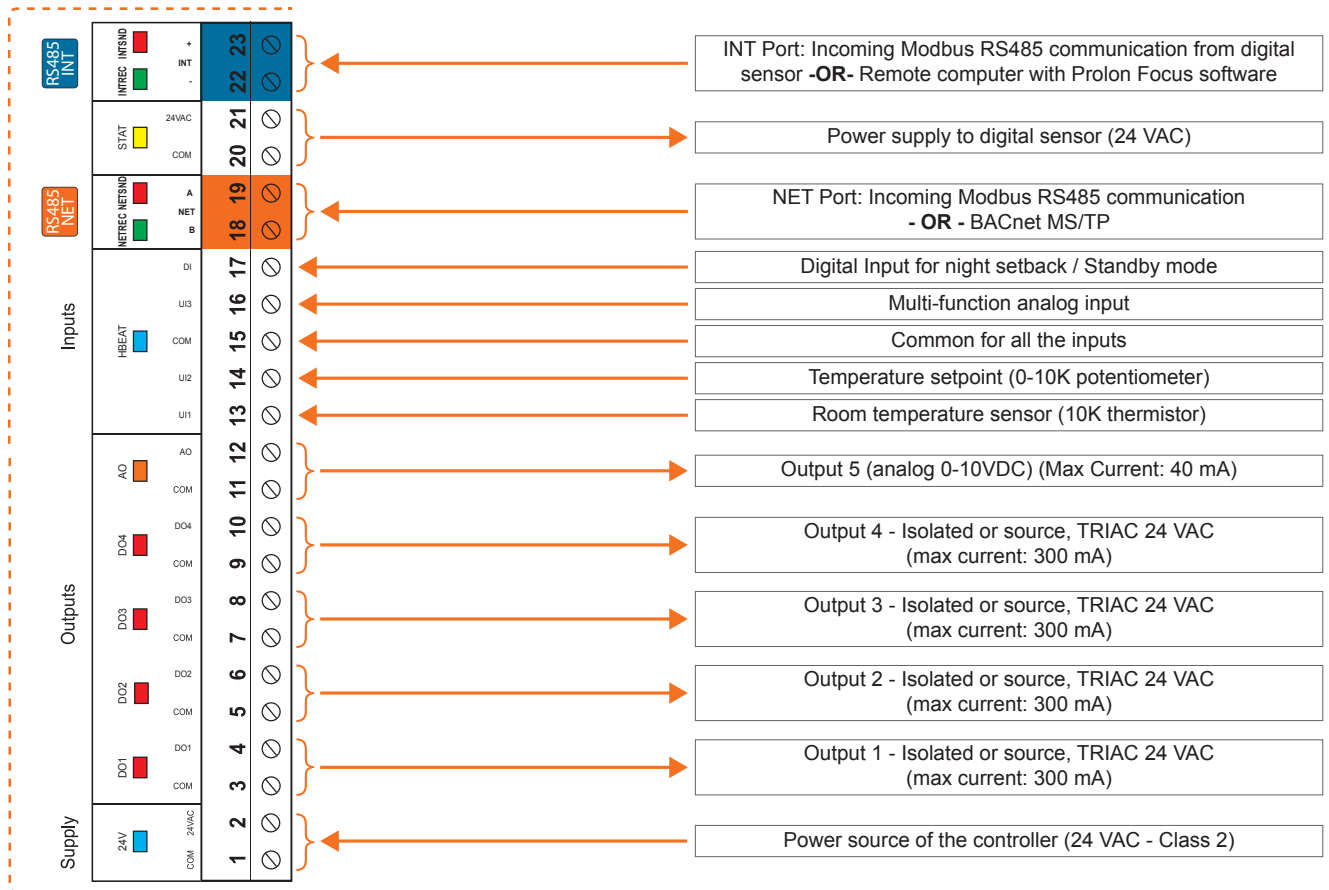 RS485
INT
INTREC INTSND
+
INT
-
23
22
INT Port: Incoming Modbus RS485 communication from digital
sensor -OR- Remote computer with Prolon Focus software
STAT
24VAC
COM
21
20
Power supply to digital sensor (24 VAC)
RS485
NET
NETREC NETSND
A
NET
B
19
18
NET Port: Incoming Modbus RS485 communication
- OR - BACnet MS/TP
Inputs
HBEAT
DI
17
Digital Input for night setback / Standby mode
UI3
16
Multi-function analog input
COM
15
Common for all the inputs
UI2
14
Temperature setpoint (0-10K potentiometer)
UI1
13
Room temperature sensor (10K thermistor)
Outputs
AO
AO
COM
12
11
Output 5 (analog 0-10VDC) (Max Current: 40 mA)
DO4
DO4
COM
10
9
Output 4 - Isolated or source, TRIAC 24 VAC
(max current: 300 mA)
DO3
DO3
COM
8
7
Output 3 - Isolated or source, TRIAC 24 VAC
(max current: 300 mA)
DO2
DO2
COM
6
5
Output 2 - Isolated or source, TRIAC 24 VAC
(max current: 300 mA)
DO1
DO1
COM
4
3
Output 1 - Isolated or source, TRIAC 24 VAC
(max current: 300 mA)
Supply
24V
COM 24VAC
2
1
Power source of the controller (24 VAC - Class 2)